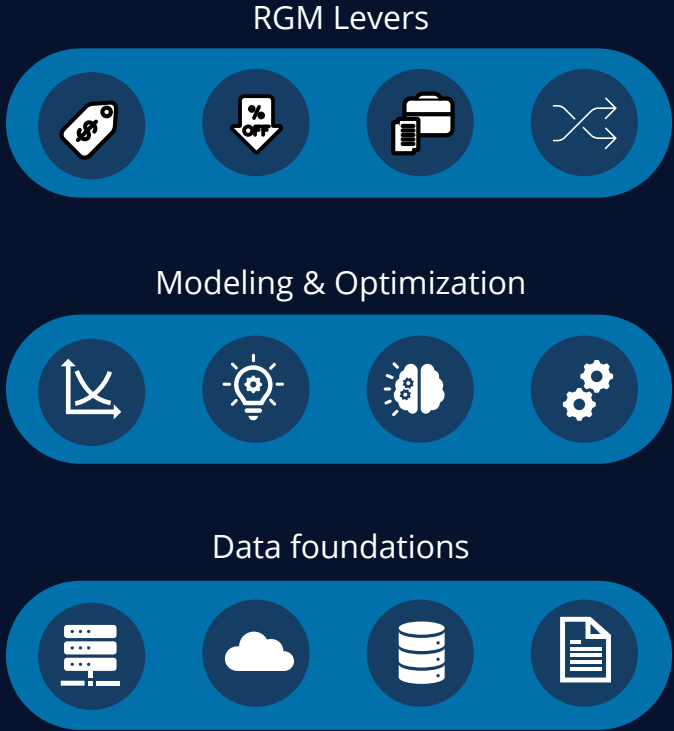 RGM Levers
$
%
OFF
Modeling & Optimization
Data foundations